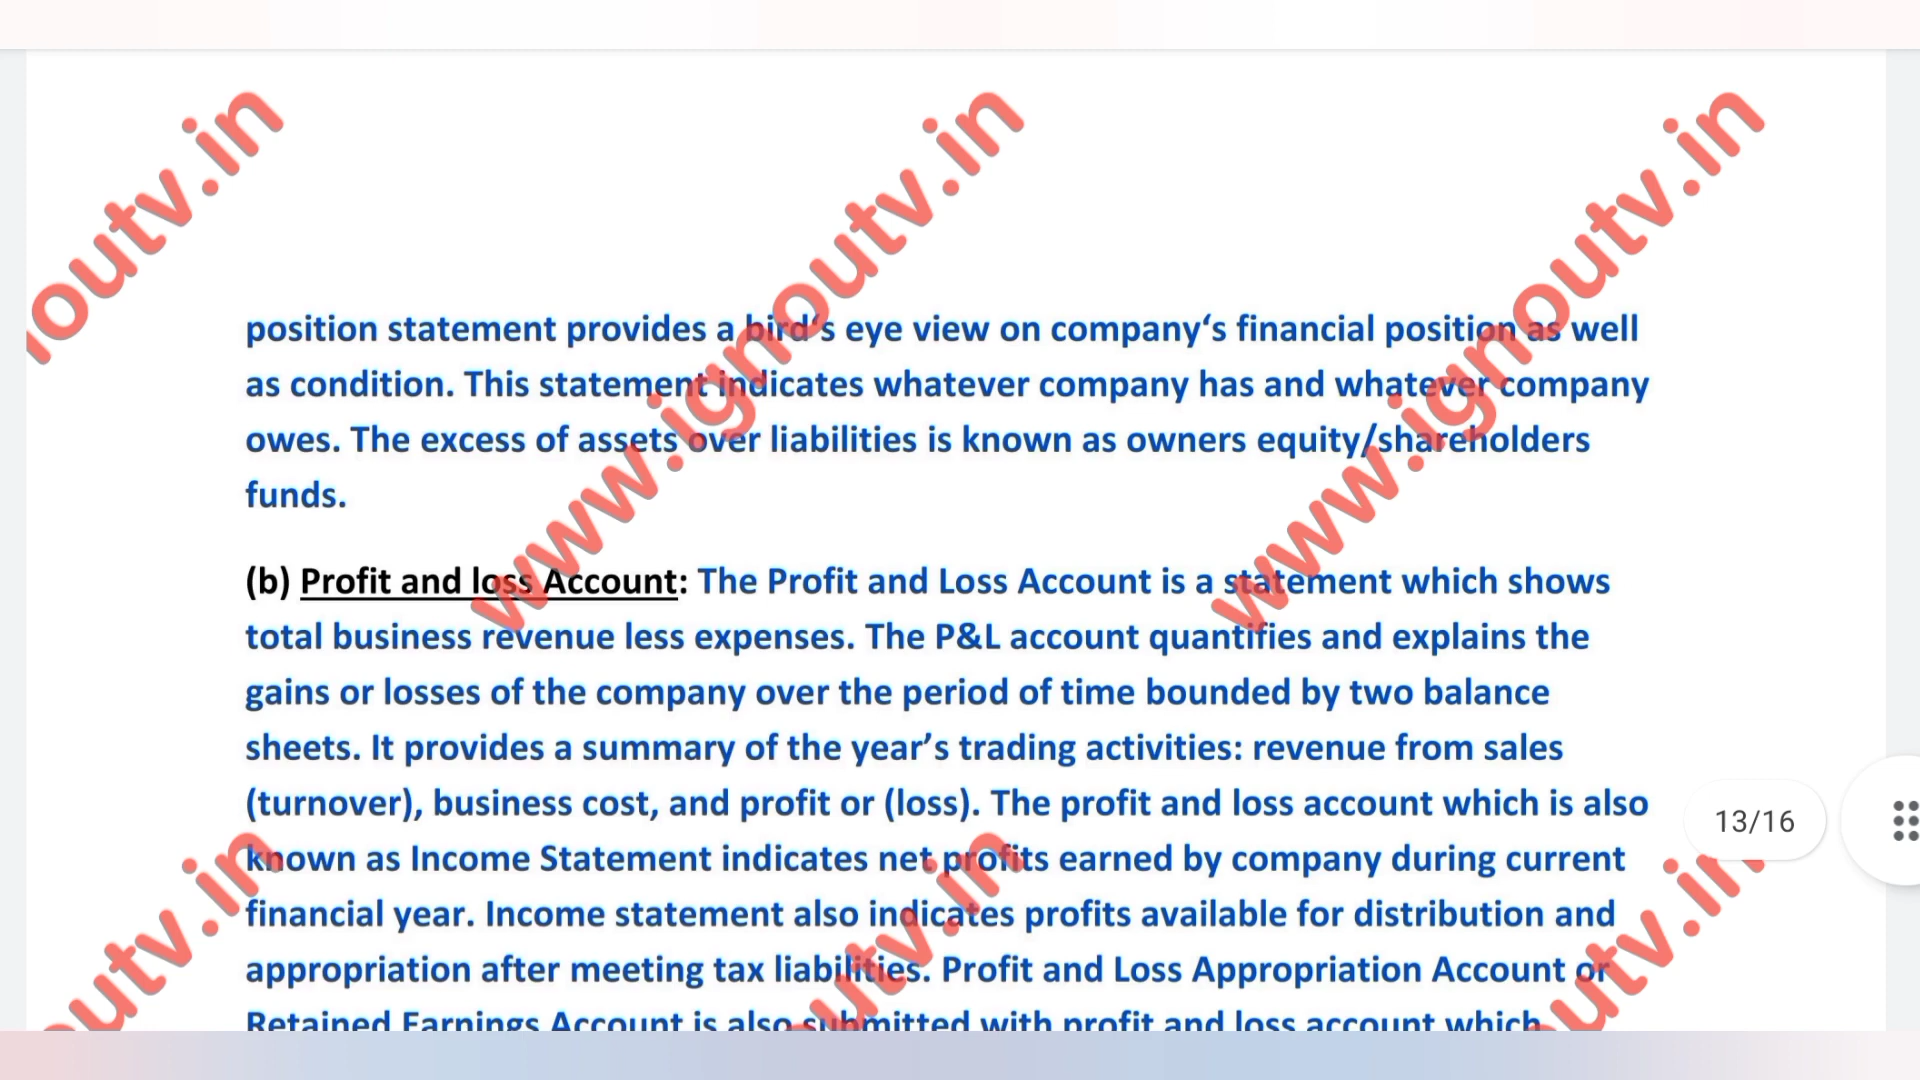 www.ignoutv.in
position statement provides a bird‘s eye view on company‘s financial position as well
as condition. This statement indicates whatever company has and whatever company
owes. The excess of assets over liabilities is known as owners equity/shareholders
funds.
(b) Profit and loss Account: The Profit and Loss Account is a statement which shows
total business revenue less expenses. The P&L account quantifies and explains the
gains or losses of the company over the period of time bounded by two balance
sheets. It provides a summary of the year’s trading activities: revenue from sales
(turnover), business cost, and profit or (loss). The profit and loss account which is also
known as Income Statement indicates net profits earned by company during current
financial year. Income statement also indicates profits available for distribution and
appropriation after meeting tax liabilities. Profit and Loss Appropriation Account or
Retained Earnings Account is also submitted with profit and loss account which
13/16
noutv.in
www.ignoutv.in
outv.in
outv.in
outv.in